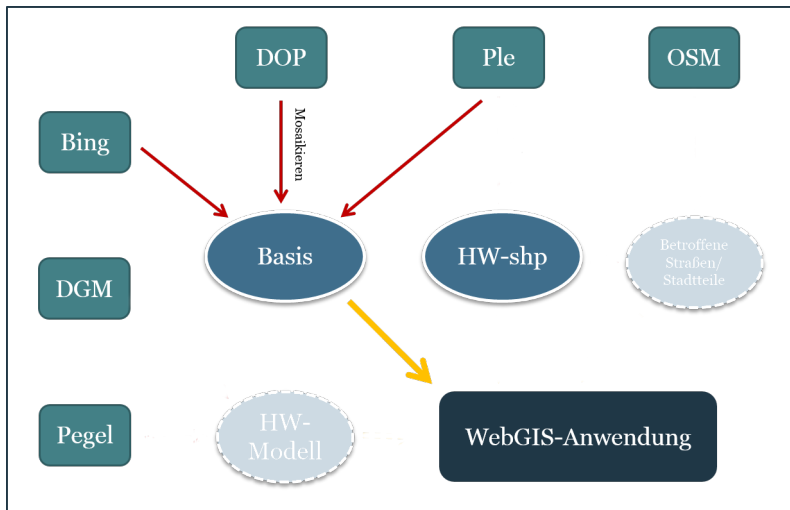 DOP
Ple
OSM
Bing
Mosaikieren
Basis
HW-shp
Betroffene
Straßen/
Stadtteile
DGM
Pegel
HW-
Modell
WebGIS-Anwendung